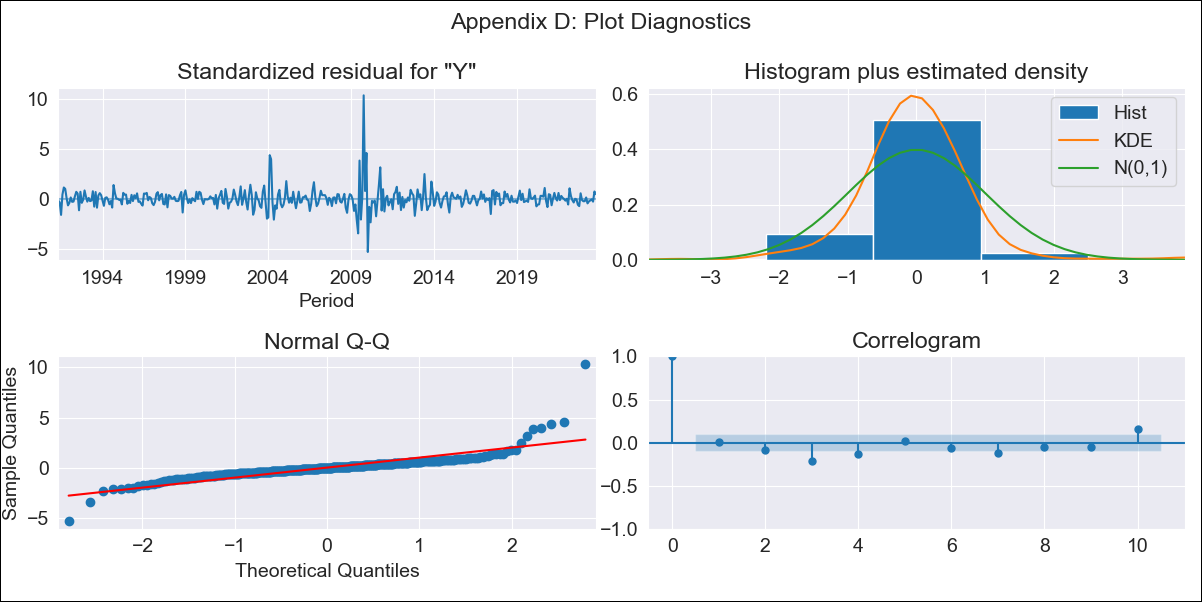 Appendix D: Plot Diagnostics
Standardized residual for "Y"
10
5
0
−5
1994 1999 2004 2009 2014 2019
Period
Histogram plus estimated density
0.6
0.4
0.2
0.0
−3 −2 −1 0 1 2 3
Hist
KDE
N(0,1)
Normal Q-Q
Sample Quantiles
10
5
0
−5
−2 −1 0 1 2
Theoretical Quantiles
Correlogram
1.0
0.5
0.0
−0.5
−1.0
0 2 4 6 8 10